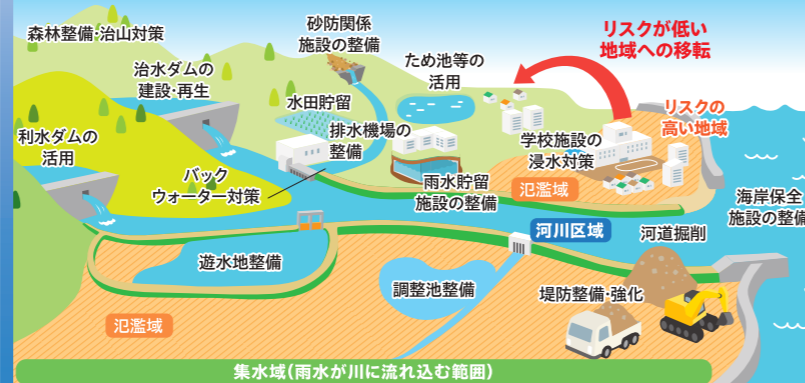 森林整備・治山対策
砂防関係
施設の整備
リスクが低い
地域への移転
治水ダムの
建設・再生
ため池等の
活用
水田貯留
リスクの
高い地域
利水ダムの
活用
排水機場の
整備
学校施設の
浸水対策
バック
ウォーター対策
雨水貯留
施設の整備
氾濫域
海岸保全
施設の整備
河川区域
河道掘削
遊水地整備
調整池整備
堤防整備・強化
氾濫域
集水域(雨水が川に流れ込む範囲)